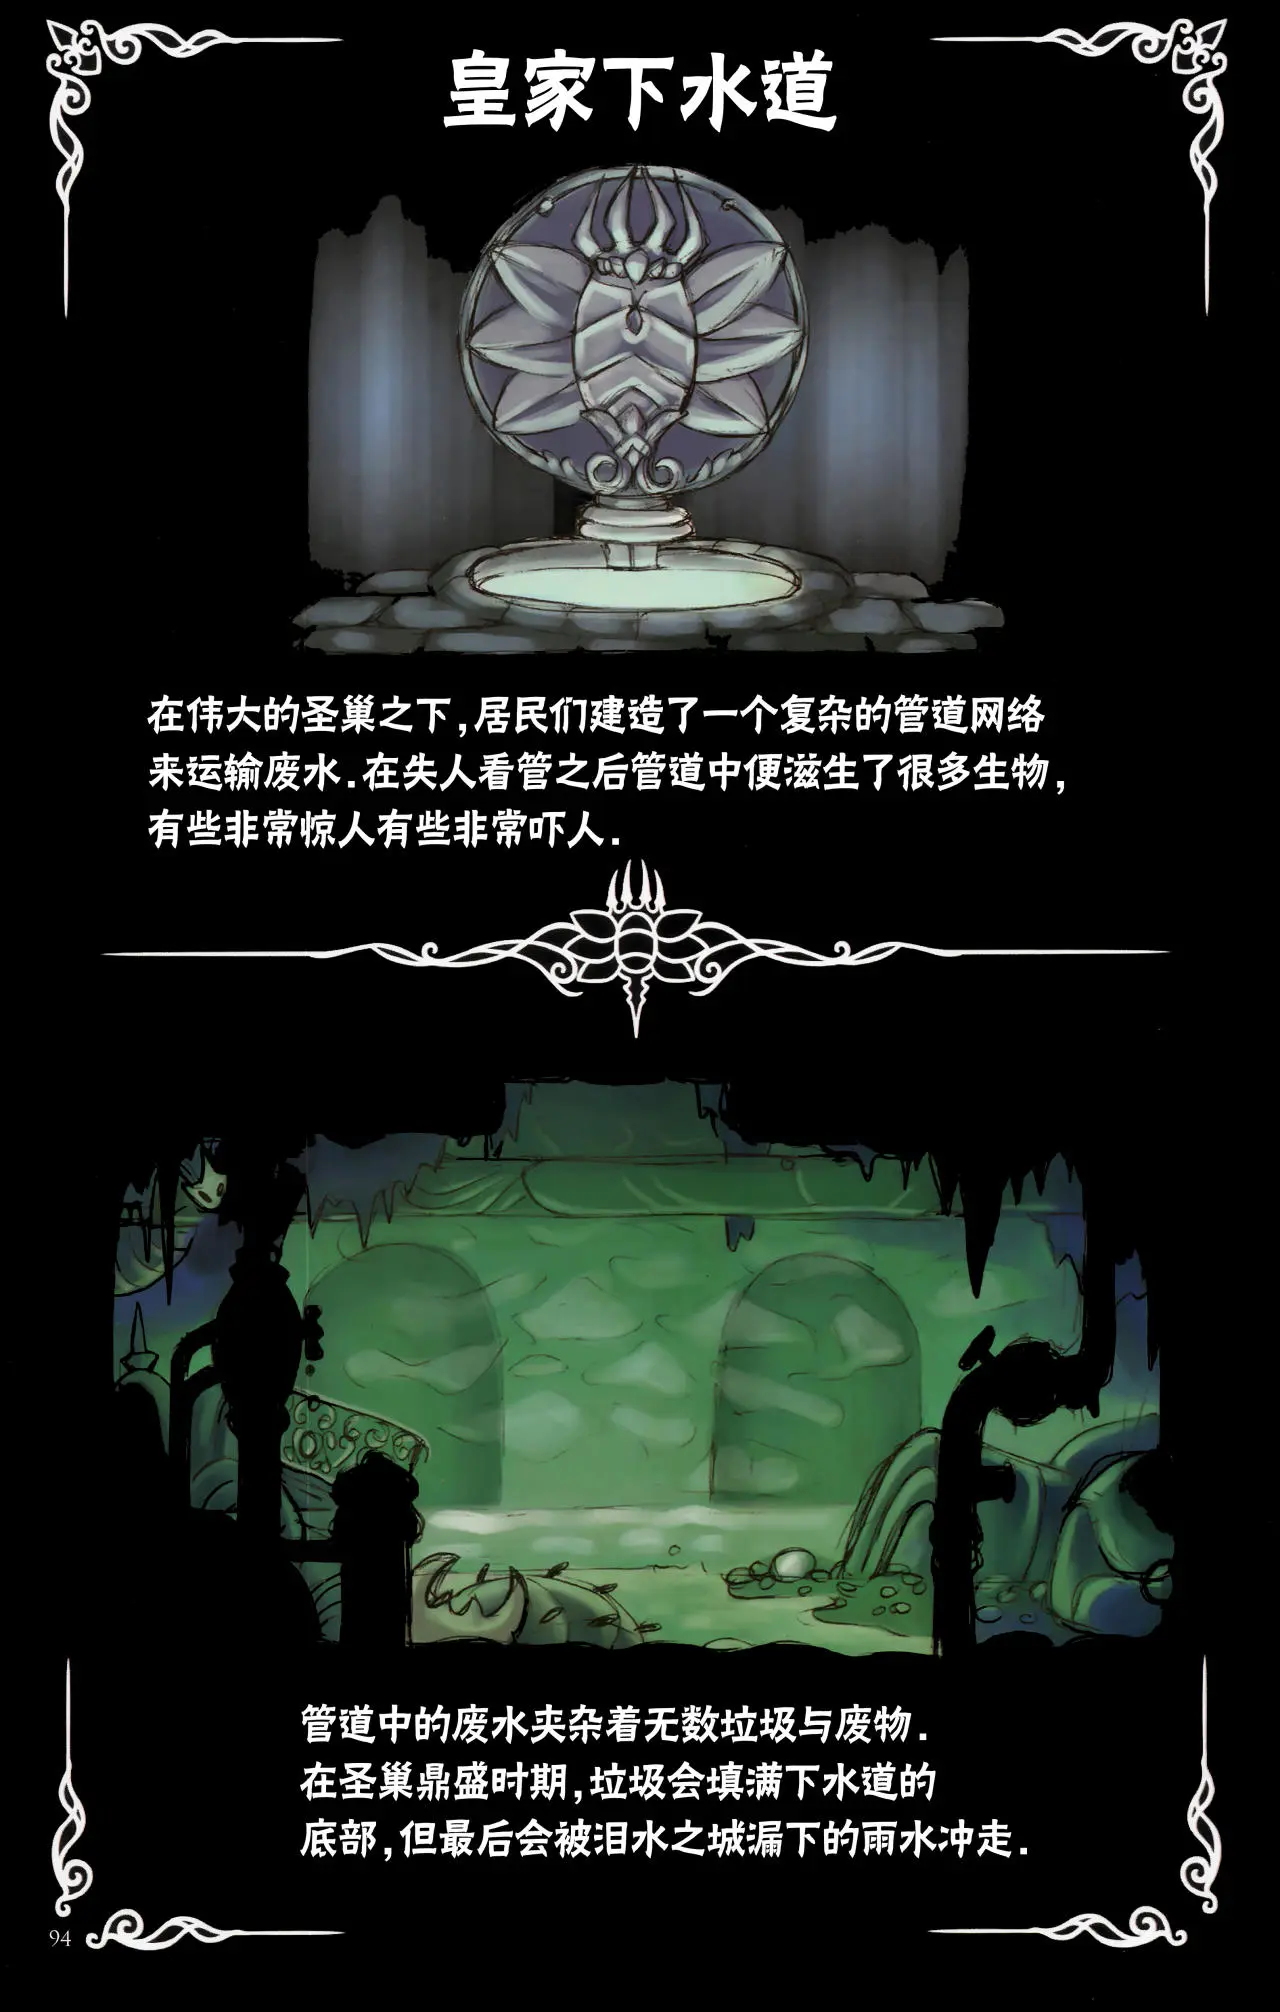 皇家下水道
在伟大的圣巢之下,居民们建造了一个复杂的管道网络
来运输废水.在失人看管之后管道中便滋生了很多生物,
有些非常惊人有些非常吓人.
管道中的废水夹杂着无数垃圾与废物.
在圣巢鼎盛时期,垃圾会填满下水道的
底部,但最后会被泪水之城漏下的雨水冲走.
94